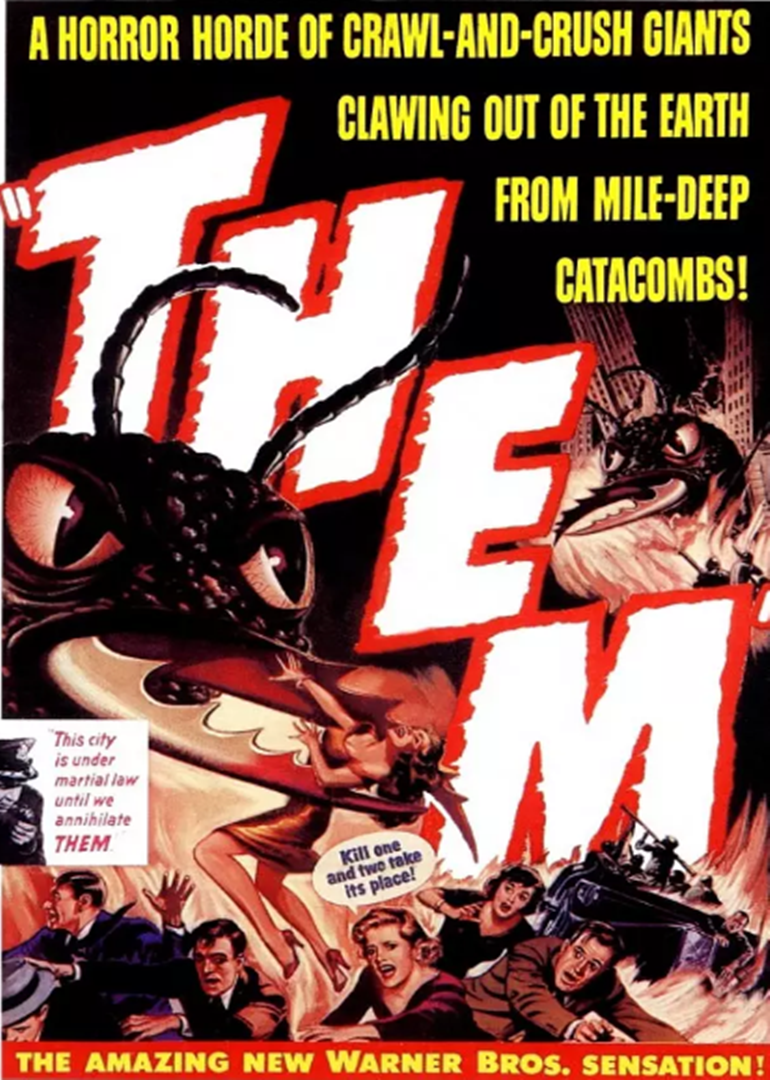 A HORROR HORDE OF CRAWL-AND-CRUSH GIANTS
CLAWING OUT OF THE EARTH
FROM MILE-DEEP
CATACOMBS!
"THEM"
"This city
is under
martial law
until we
annihilate
THEM."
Kill one
and two take
its place!
THE AMAZING NEW WARNER BROS. SENSATION!